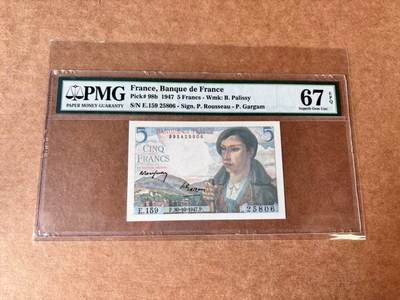 PMG
PAPER MONEY GUARANTY
France, Banque de France
Pick# 98b 1947 5 Francs - Wmk: B. Palissy
S/N E.159 25806 - Sign. P. Rousseau - P. Gargam
67 EPQ
Superb Gem Unc
5
5
CINQ
FRANCS
E.159
25806